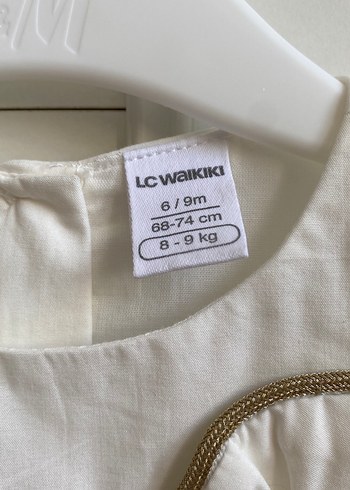 LC WAIKIKI
6 / 9m
68-74 cm
8 - 9 kg